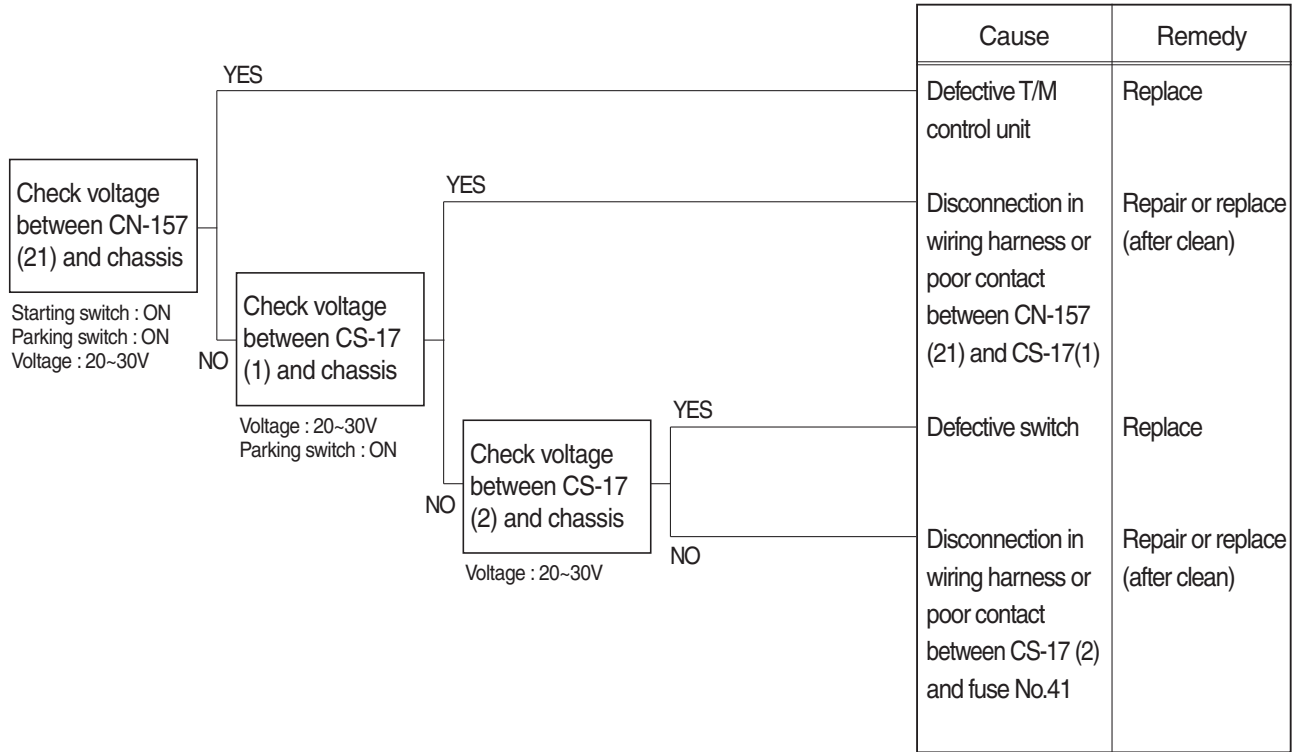 Cause
Remedy
YES
Defective T/M
control unit
Replace
Check voltage
between CN-157
(21) and chassis
Starting switch : ON
Parking switch : ON
Voltage : 20~30V
NO
YES
Disconnection in
wiring harness or
poor contact
between CN-157
(21) and CS-17(1)
Repair or replace
(after clean)
Check voltage
between CS-17
(1) and chassis
Voltage : 20~30V
Parking switch : ON
NO
YES
Defective switch
Replace
Check voltage
between CS-17
(2) and chassis
Voltage : 20~30V
NO
Disconnection in
wiring harness or
poor contact
between CS-17 (2)
and fuse No.41
Repair or replace
(after clean)